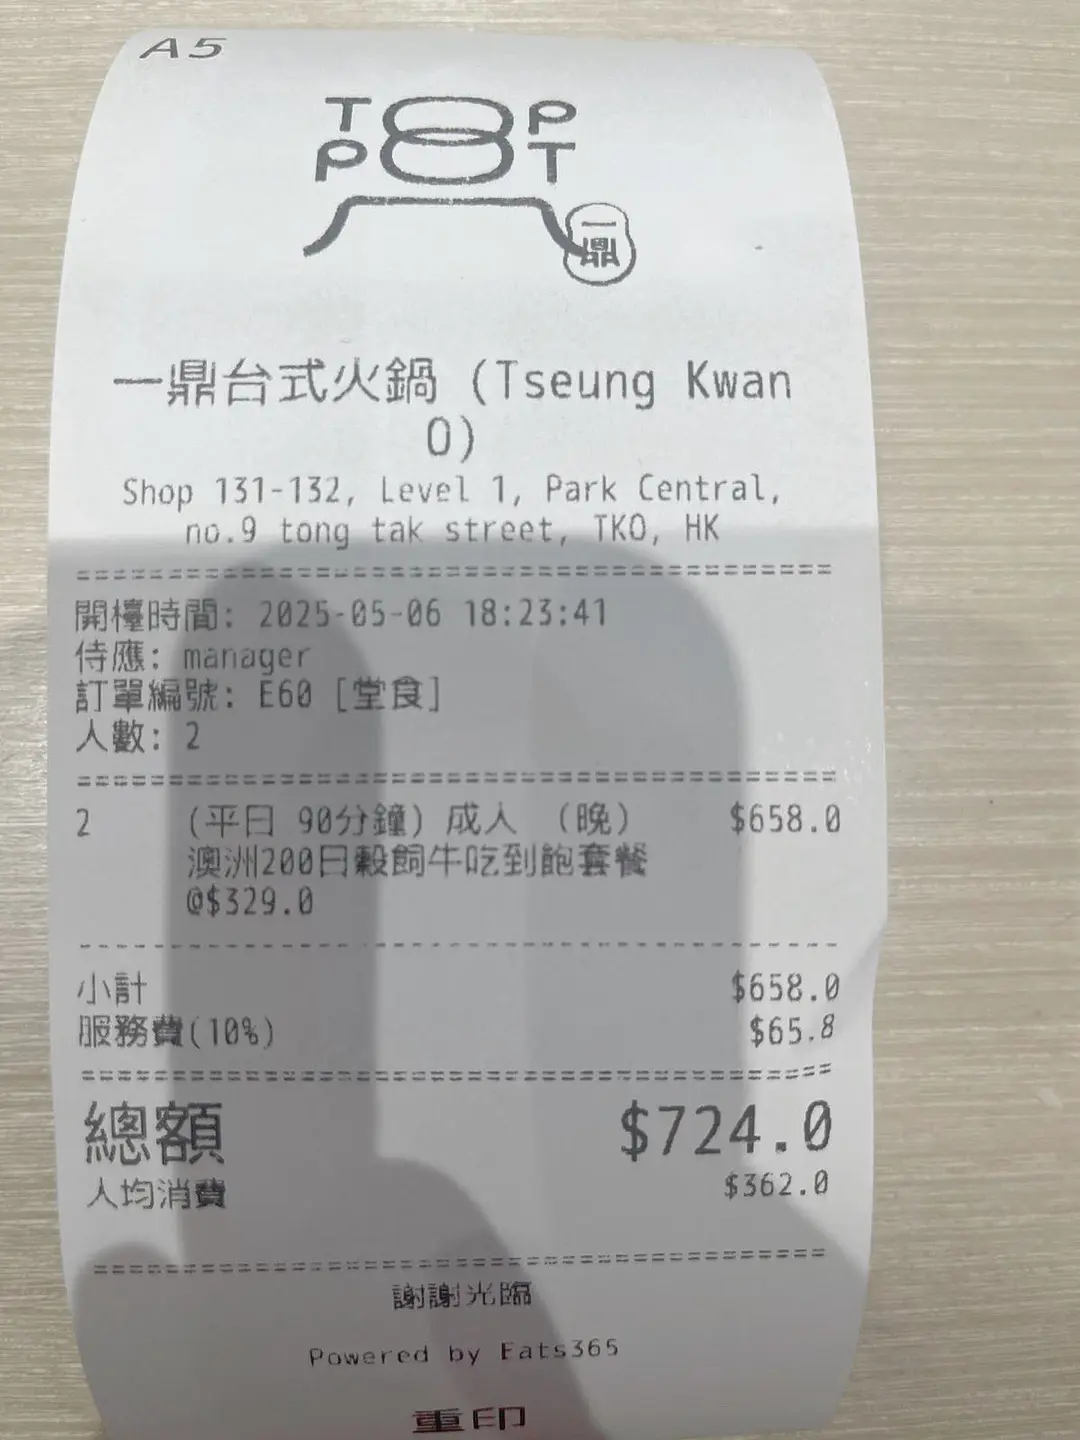 A5
TOP
POT
一鼎
一鼎台式火鍋 (Tseung Kwan
O)
Shop 131-132, Level 1, Park Central,
no.9 tong tak street, TKO, HK
開檯時間: 2025-05-06 18:23:41
侍應: manager
訂單編號: E60 [堂食]
人數: 2
2 (平日 90分鐘) 成人 （晚） $658.0
澳洲200日穀飼牛吃到飽套餐
@$329.0
小計 $658.0
服務費(10%) $65.8
總額 $724.0
人均消費 $362.0
謝謝光臨
Powered by Eats365
重印